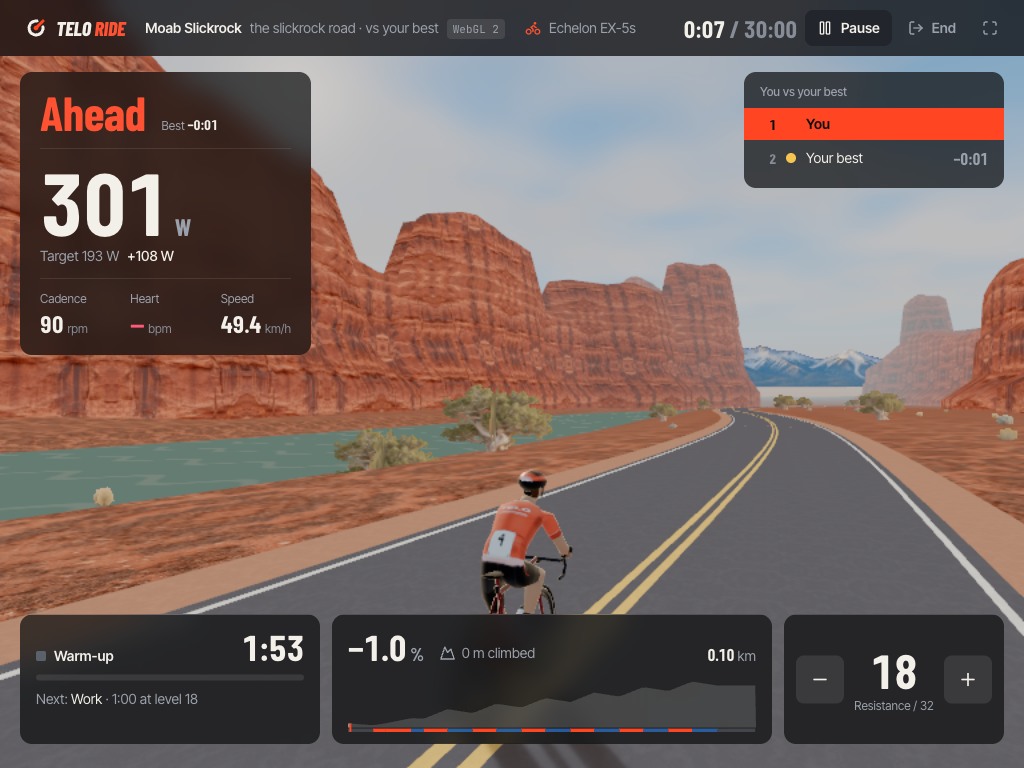 TELO RIDE Moab Slickrock the slickrock road · vs your best WebGL 2 Echelon EX-5s 0:07 / 30:00 Pause End
Ahead Best −0:01
301 W
Target 193 W +108 W
Cadence Heart Speed
90 rpm – bpm 49.4 km/h
You vs your best
1 You
2 Your best −0:01
Warm-up 1:53
Next: Work · 1:00 at level 18
−1.0 % 0 m climbed 0.10 km
− 18 +
Resistance / 32